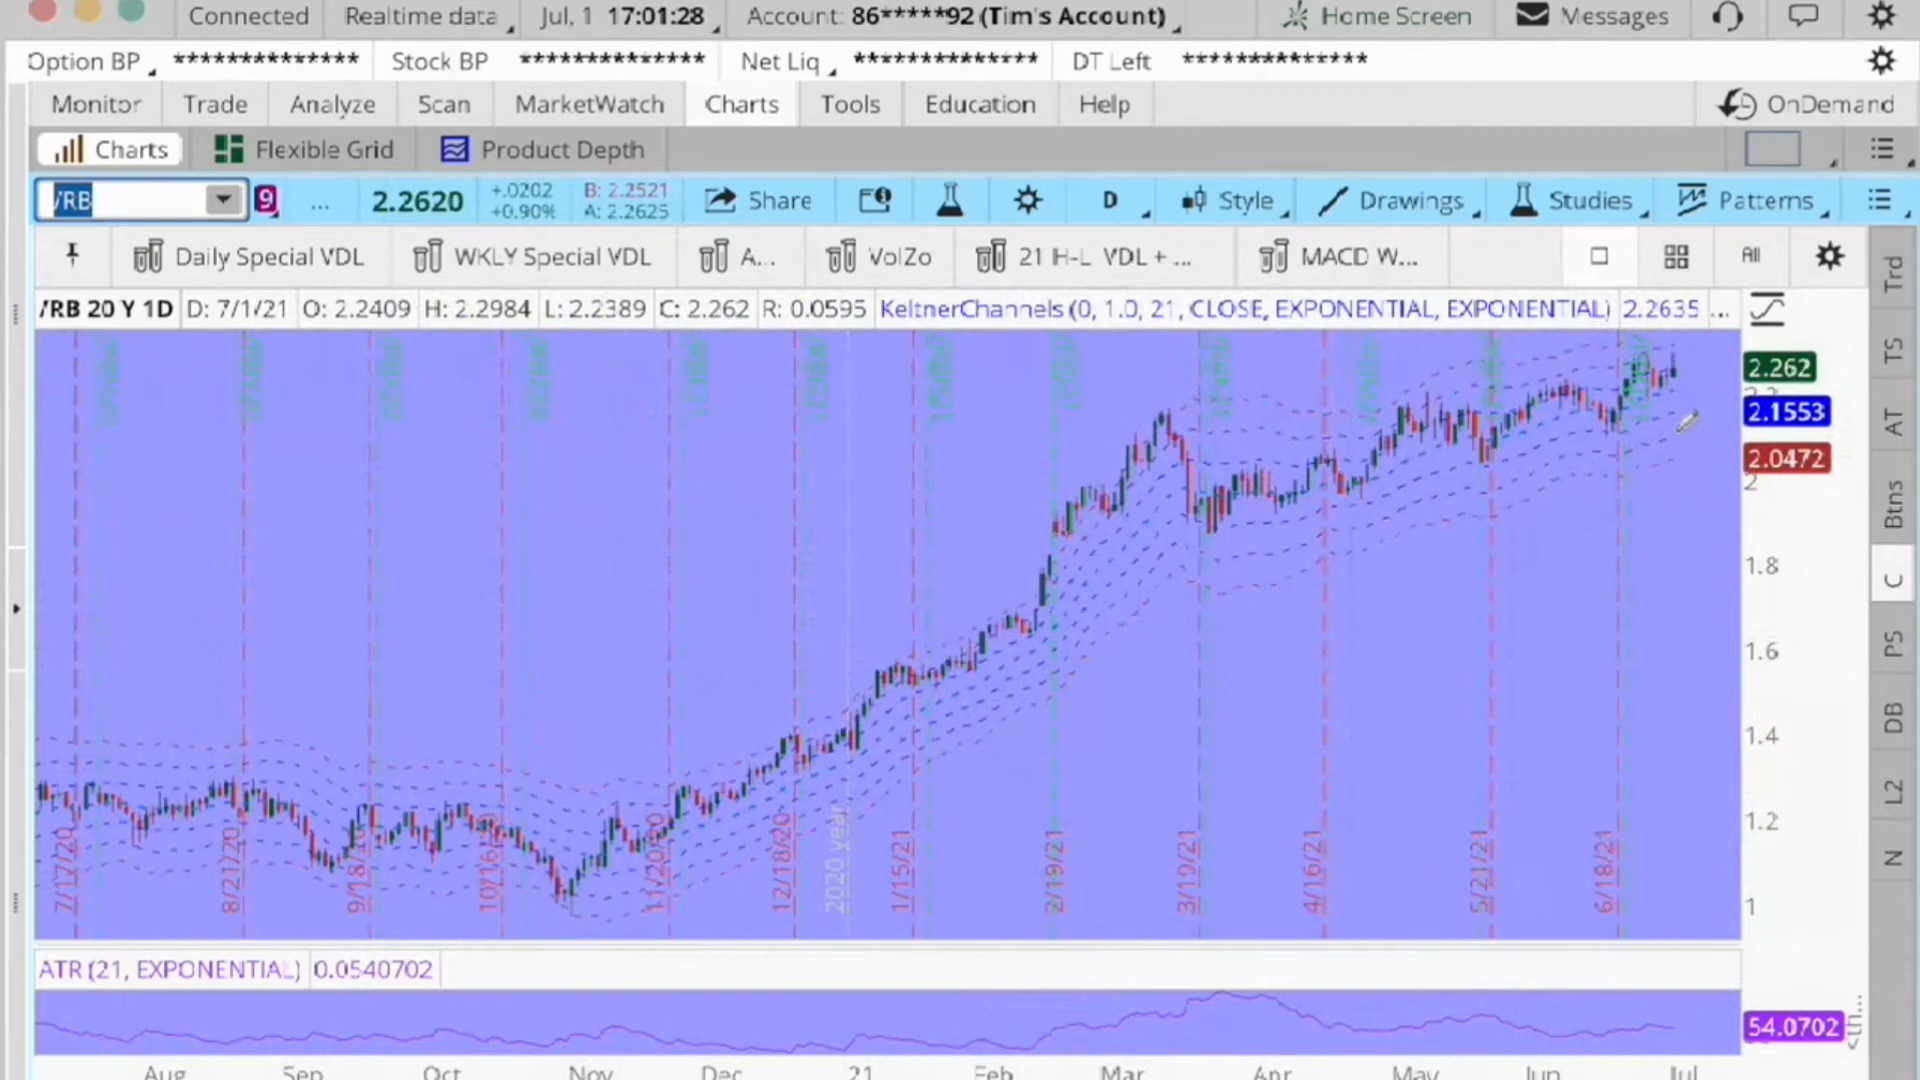 Connected Realtime data Jul, 1 17:01:28 Account: 86*****92 (Tim's Account) Home Screen Messages
Option BP ************** Stock BP ************** Net Liq ************** DT Left **************
Monitor Trade Analyze Scan MarketWatch Charts Tools Education Help OnDemand
Charts Flexible Grid Product Depth
/RB 9 ... 2.2620 +.0202 B: 2.2521 Share D Style Drawings Studies Patterns
+0.90% A: 2.2625
Daily Special VDL WKLY Special VDL A... VolZo 21 H-L VDL + ... MACD W... All
/RB 20 Y 1D D: 7/1/21 O: 2.2409 H: 2.2984 L: 2.2389 C: 2.262 R: 0.0595 KeltnerChannels (0, 1.0, 21, CLOSE, EXPONENTIAL, EXPONENTIAL) 2.2635 ...
2.262
2.1553
2.0472
2
1.8
1.6
1.4
1.2
1
7/17/20 8/21/20 9/18/20 10/16/20 11/20/20 12/18/20 2020 year 1/15/21 2/19/21 3/19/21 4/16/21 5/21/21 6/18/21
ATR (21, EXPONENTIAL) 0.0540702
54.0702
Aug Sep Oct Nov Dec 21 Feb Mar Apr May Jun Jul
Trd
TS
AT
Btns
C
PS
DB
L2
N